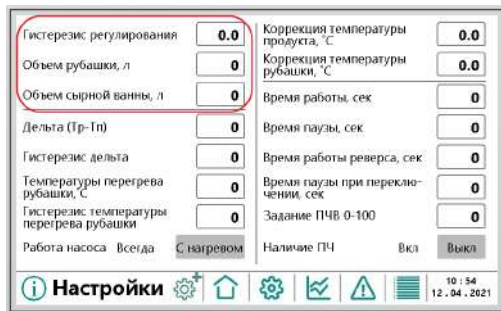 Гистерезис регулирования 0.0
Объем рубашки, л 0
Объем сырной ванны, л 0
Дельта (Тр-Тп) 0
Гистерезис дельта 0
Температуры перегрева
рубашки, С 0
Гистерезис температуры
перегрева рубашки 0
Работа насоса Всегда С нагревом
Коррекция температуры
продукта, °С 0.0
Коррекция температуры
рубашки, °С 0.0
Время работы, сек 0
Время паузы, сек 0
Время работы реверса, сек 0
Время паузы при переклю-
чении, сек 0
Задание ПЧВ 0-100 0
Наличие ПЧ Вкл Выкл
Настройки
10 : 54
12.04.2021